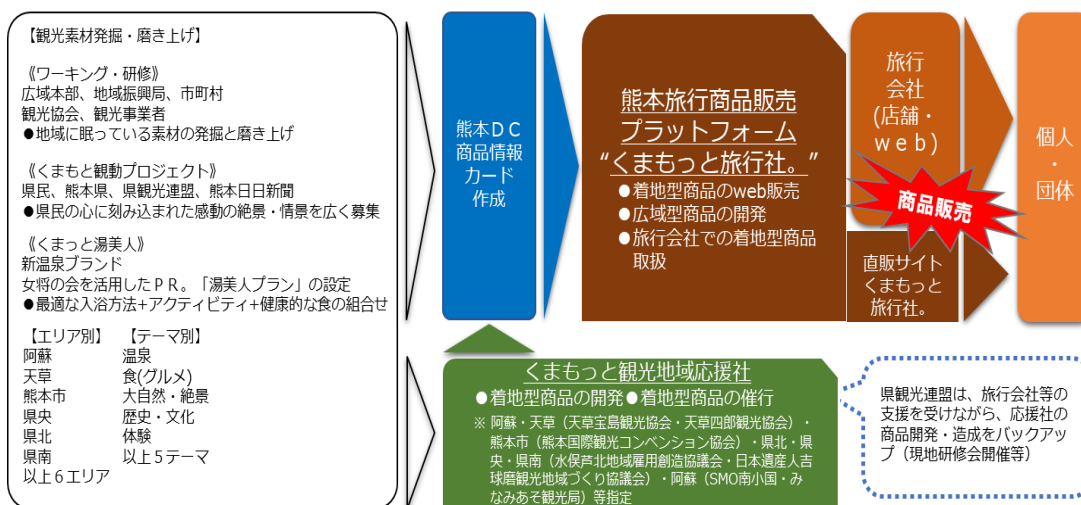 【観光素材発掘・磨き上げ】
《ワーキング・研修》
広域本部、地域振興局、市町村
観光協会、観光事業者
●地域に眠っている素材の発掘と磨き上げ
《くまもと観動プロジェクト》
県民、熊本県、県観光連盟、熊本日日新聞
●県民の心に刻み込まれた感動の絶景・情景を広く募集
《くまっと湯美人》
新温泉ブランド
女将の会を活用したＰＲ。「湯美人プラン」の設定
●最適な入浴方法+アクティビティ+健康的な食の組合せ
【エリア別】 【テーマ別】
阿蘇 温泉
天草 食(グルメ)
熊本市 大自然・絶景
県央 歴史・文化
県北 体験
県南 以上５テーマ
以上６エリア
熊本ＤＣ
商品情報
カード
作成
熊本旅行商品販売
プラットフォーム
“くまもっと旅行社。”
●着地型商品のweb販売
●広域型商品の開発
●旅行会社での着地型商品
取扱
旅行
会社
(店舗・
ｗｅｂ)
商品販売
直販サイト
くまもっと
旅行社。
個人
・
団体
くまもっと観光地域応援社
●着地型商品の開発●着地型商品の催行
※ 阿蘇・天草（天草宝島観光協会・天草四郎観光協会）・
熊本市（熊本国際観光コンベンション協会）・県北・県
央・県南（水俣芦北地域雇用創造協議会・日本遺産人吉
球磨観光地域づくり協議会）・阿蘇（SMO南小国・み
なみあそ観光局）等指定
県観光連盟は、旅行会社等の
支援を受けながら、応援社の
商品開発・造成をバックアッ
プ（現地研修会開催等）